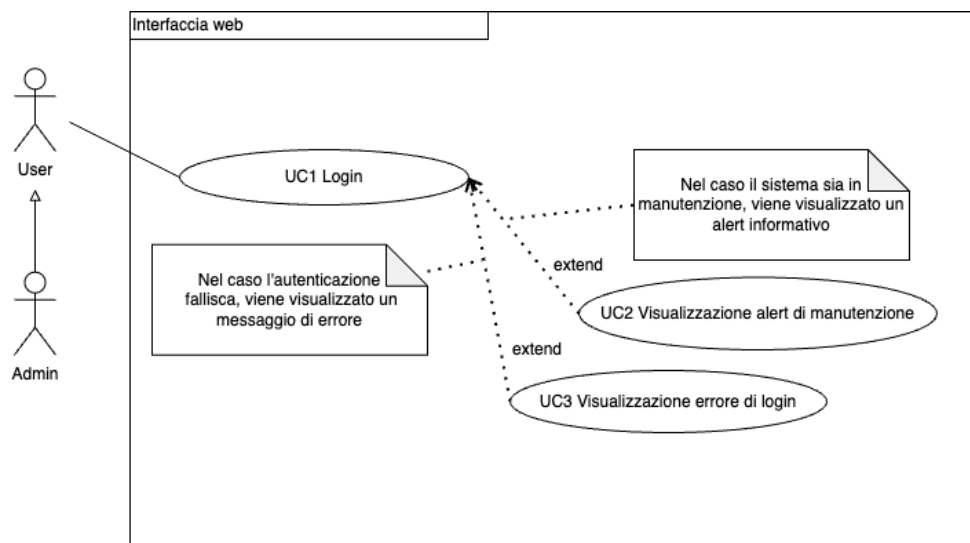 Interfaccia web
User
UC1 Login
Nel caso il sistema sia in
manutenzione, viene visualizzato un
alert informativo
Nel caso l'autenticazione
fallisca, viene visualizzato un
messaggio di errore
extend
UC2 Visualizzazione alert di manutenzione
extend
Admin
UC3 Visualizzazione errore di login